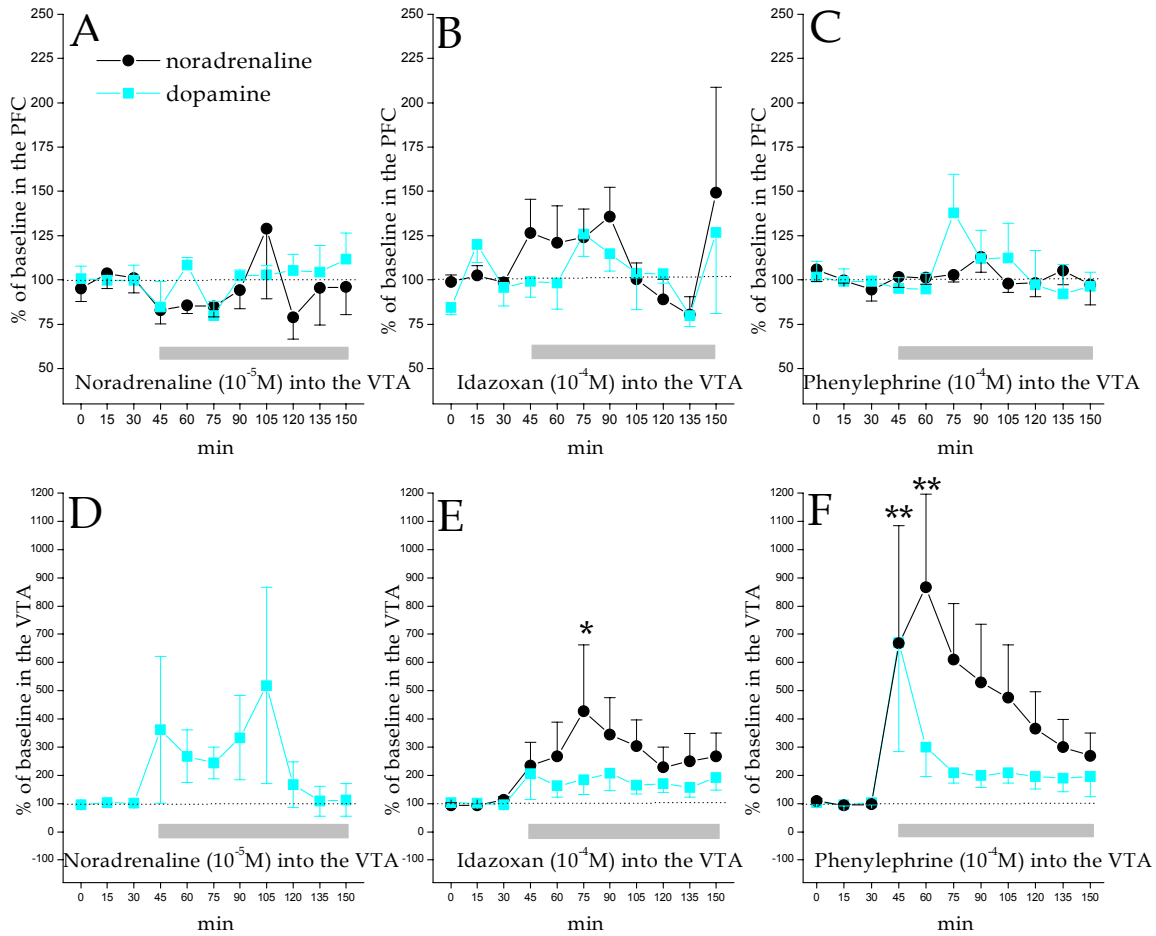 A
noradrenaline
dopamine
% of baseline in the PFC
250
225
200
175
150
125
100
75
50
Noradrenaline (10⁻⁵M) into the VTA
0 15 30 45 60 75 90 105 120 135 150
min
B
% of baseline in the PFC
250
225
200
175
150
125
100
75
50
Idazoxan (10⁻⁴M) into the VTA
0 15 30 45 60 75 90 105 120 135 150
min
C
% of baseline in the PFC
250
225
200
175
150
125
100
75
50
Phenylephrine (10⁻⁴M) into the VTA
0 15 30 45 60 75 90 105 120 135 150
min
D
% of baseline in the VTA
1200
1100
1000
900
800
700
600
500
400
300
200
100
0
-100
Noradrenaline (10⁻⁵M) into the VTA
0 15 30 45 60 75 90 105 120 135 150
min
E
*
% of baseline in the VTA
1200
1100
1000
900
800
700
600
500
400
300
200
100
0
-100
Idazoxan (10⁻⁴M) into the VTA
0 15 30 45 60 75 90 105 120 135 150
min
F
** **
% of baseline in the VTA
1200
1100
1000
900
800
700
600
500
400
300
200
100
0
-100
Phenylephrine (10⁻⁴M) into the VTA
0 15 30 45 60 75 90 105 120 135 150
min